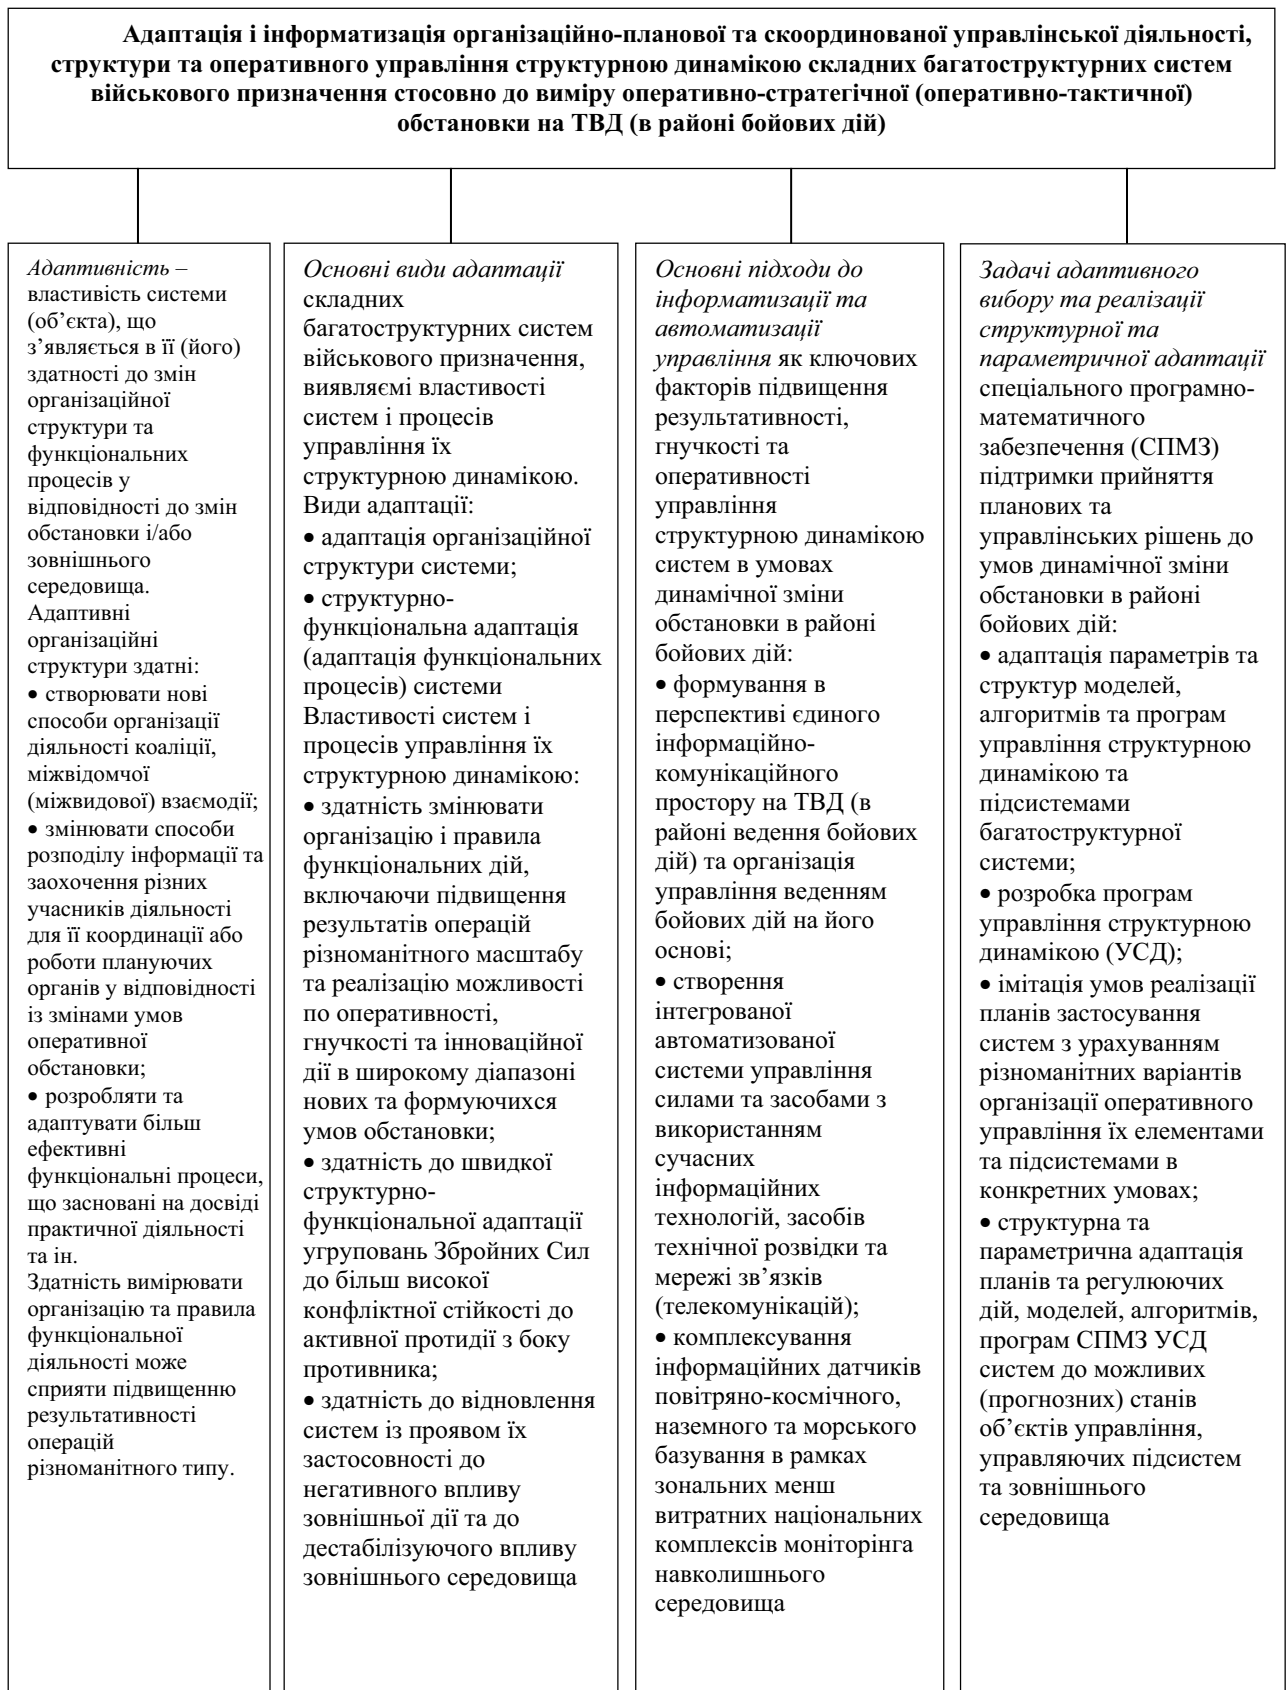 Адаптація і інформатизація організаційно-планової та скоординованої управлінської діяльності,
структури та оперативного управління структурною динамікою складних багатоструктурних систем
військового призначення стосовно до виміру оперативно-стратегічної (оперативно-тактичної)
обстановки на ТВД (в районі бойових дій)
Адаптивність –
властивість системи
(об’єкта), що
з’являється в її (його)
здатності до змін
організаційної
структури та
функціональних
процесів у
відповідності до змін
обстановки і/або
зовнішнього
середовища.
Адаптивні
організаційні
структури здатні:
• створювати нові
способи організації
діяльності коаліції,
міжвідомчої
(міжвидової) взаємодії;
• змінювати способи
розподілу інформації та
заохочення різних
учасників діяльності
для її координації або
роботи плануючих
органів у відповідності
із змінами умов
оперативної
обстановки;
• розробляти та
адаптувати більш
ефективні
функціональні процеси,
що засновані на досвіді
практичної діяльності
та ін.
Здатність вимірювати
організацію та правила
функціональної
діяльності може
сприяти підвищенню
результативності
операцій
різноманітного типу.
Основні види адаптації
складних
багатоструктурних систем
військового призначення,
виявляємі властивості
систем і процесів
управління їх
структурною динамікою.
Види адаптації:
• адаптація організаційної
структури системи;
• структурно-
функціональна адаптація
(адаптація функціональних
процесів) системи
Властивості систем і
процесів управління їх
структурною динамікою:
• здатність змінювати
організацію і правила
функціональних дій,
включаючи підвищення
результатів операцій
різноманітного масштабу
та реалізацію можливості
по оперативності,
гнучкості та інноваційної
дії в широкому діапазоні
нових та формуючихся
умов обстановки;
• здатність до швидкої
структурно-
функціональної адаптації
угруповань Збройних Сил
до більш високої
конфліктної стійкості до
активної протидії з боку
противника;
• здатність до відновлення
систем із проявом їх
застосовності до
негативного впливу
зовнішньої дії та до
дестабілізуючого впливу
зовнішнього середовища
Основні підходи до
інформатизації та
автоматизації
управління як ключових
факторів підвищення
результативності,
гнучкості та
оперативності
управління
структурною динамікою
систем в умовах
динамічної зміни
обстановки в районі
бойових дій:
• формування в
перспективі єдиного
інформаційно-
комунікаційного
простору на ТВД (в
районі ведення бойових
дій) та організація
управління веденням
бойових дій на його
основі;
• створення
інтегрованої
автоматизованої
системи управління
силами та засобами з
використанням
сучасних
інформаційних
технологій, засобів
технічної розвідки та
мережі зв’язків
(телекомунікацій);
• комплексування
інформаційних датчиків
повітряно-космічного,
наземного та морського
базування в рамках
зональних менш
витратних національних
комплексів моніторінга
навколишнього
середовища
Задачі адаптивного
вибору та реалізації
структурної та
параметричної адаптації
спеціального програмно-
математичного
забезпечення (СПМЗ)
підтримки прийняття
планових та
управлінських рішень до
умов динамічної зміни
обстановки в районі
бойових дій:
• адаптація параметрів та
структур моделей,
алгоритмів та програм
управління структурною
динамікою та
підсистемами
багатоструктурної
системи;
• розробка програм
управління структурною
динамікою (УСД);
• імітація умов реалізації
планів застосування
систем з урахуванням
різноманітних варіантів
організації оперативного
управління їх елементами
та підсистемами в
конкретних умовах;
• структурна та
параметрична адаптація
планів та регулюючих
дій, моделей, алгоритмів,
програм СПМЗ УСД
систем до можливих
(прогнозних) станів
об’єктів управління,
управляючих підсистем
та зовнішнього
середовища